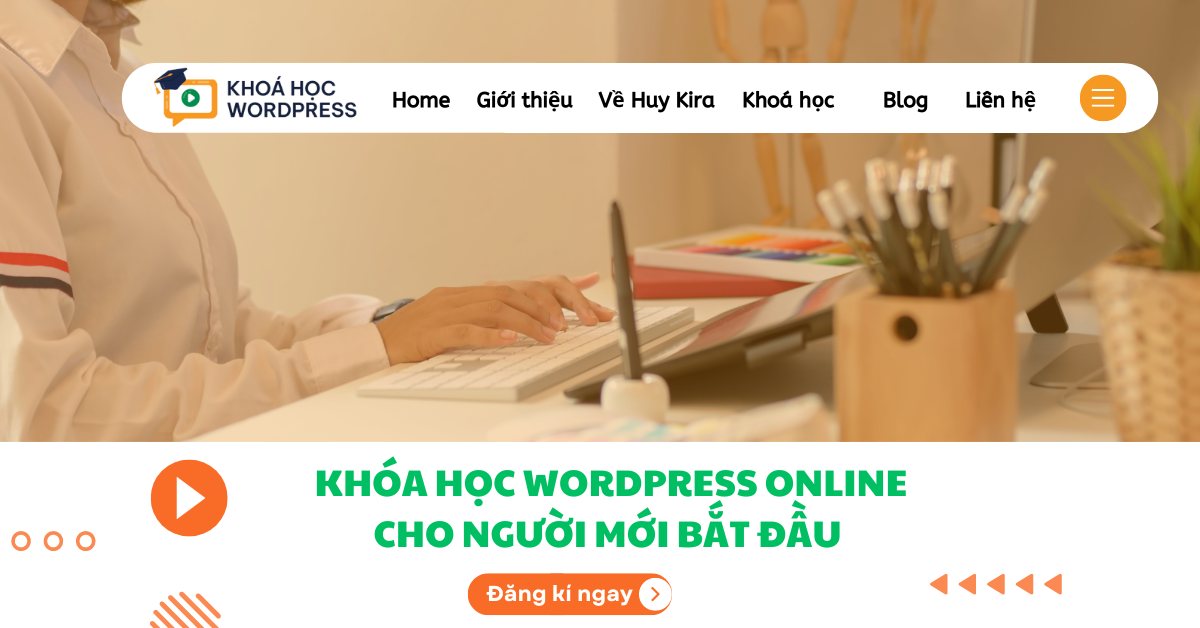 KHOÁ HỌC
WORDPRESS
Home Giới thiệu Về Huy Kira Khoá học Blog Liên hệ
KHÓA HỌC WORDPRESS ONLINE
CHO NGƯỜI MỚI BẮT ĐẦU
Đăng kí ngay